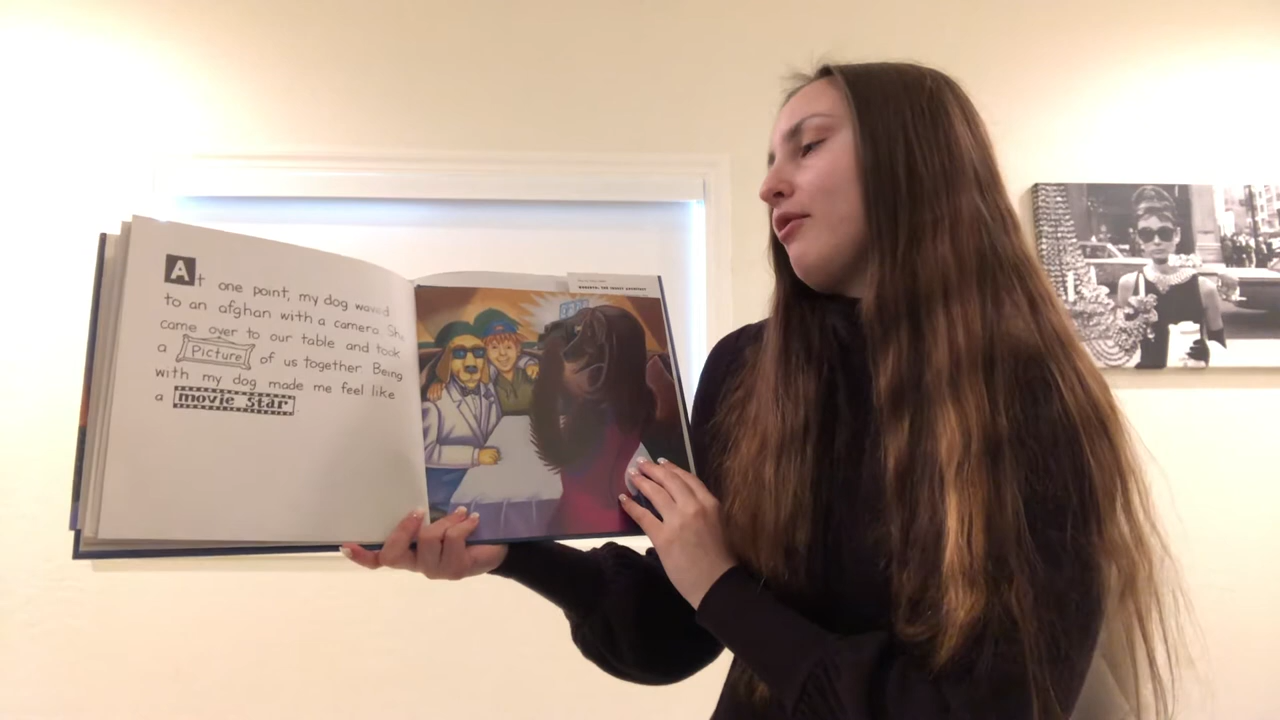 At one point, my dog waved
to an afghan with a camera. She
came over to our table and took
a Picture of us together. Being
with my dog made me feel like
a movie star.